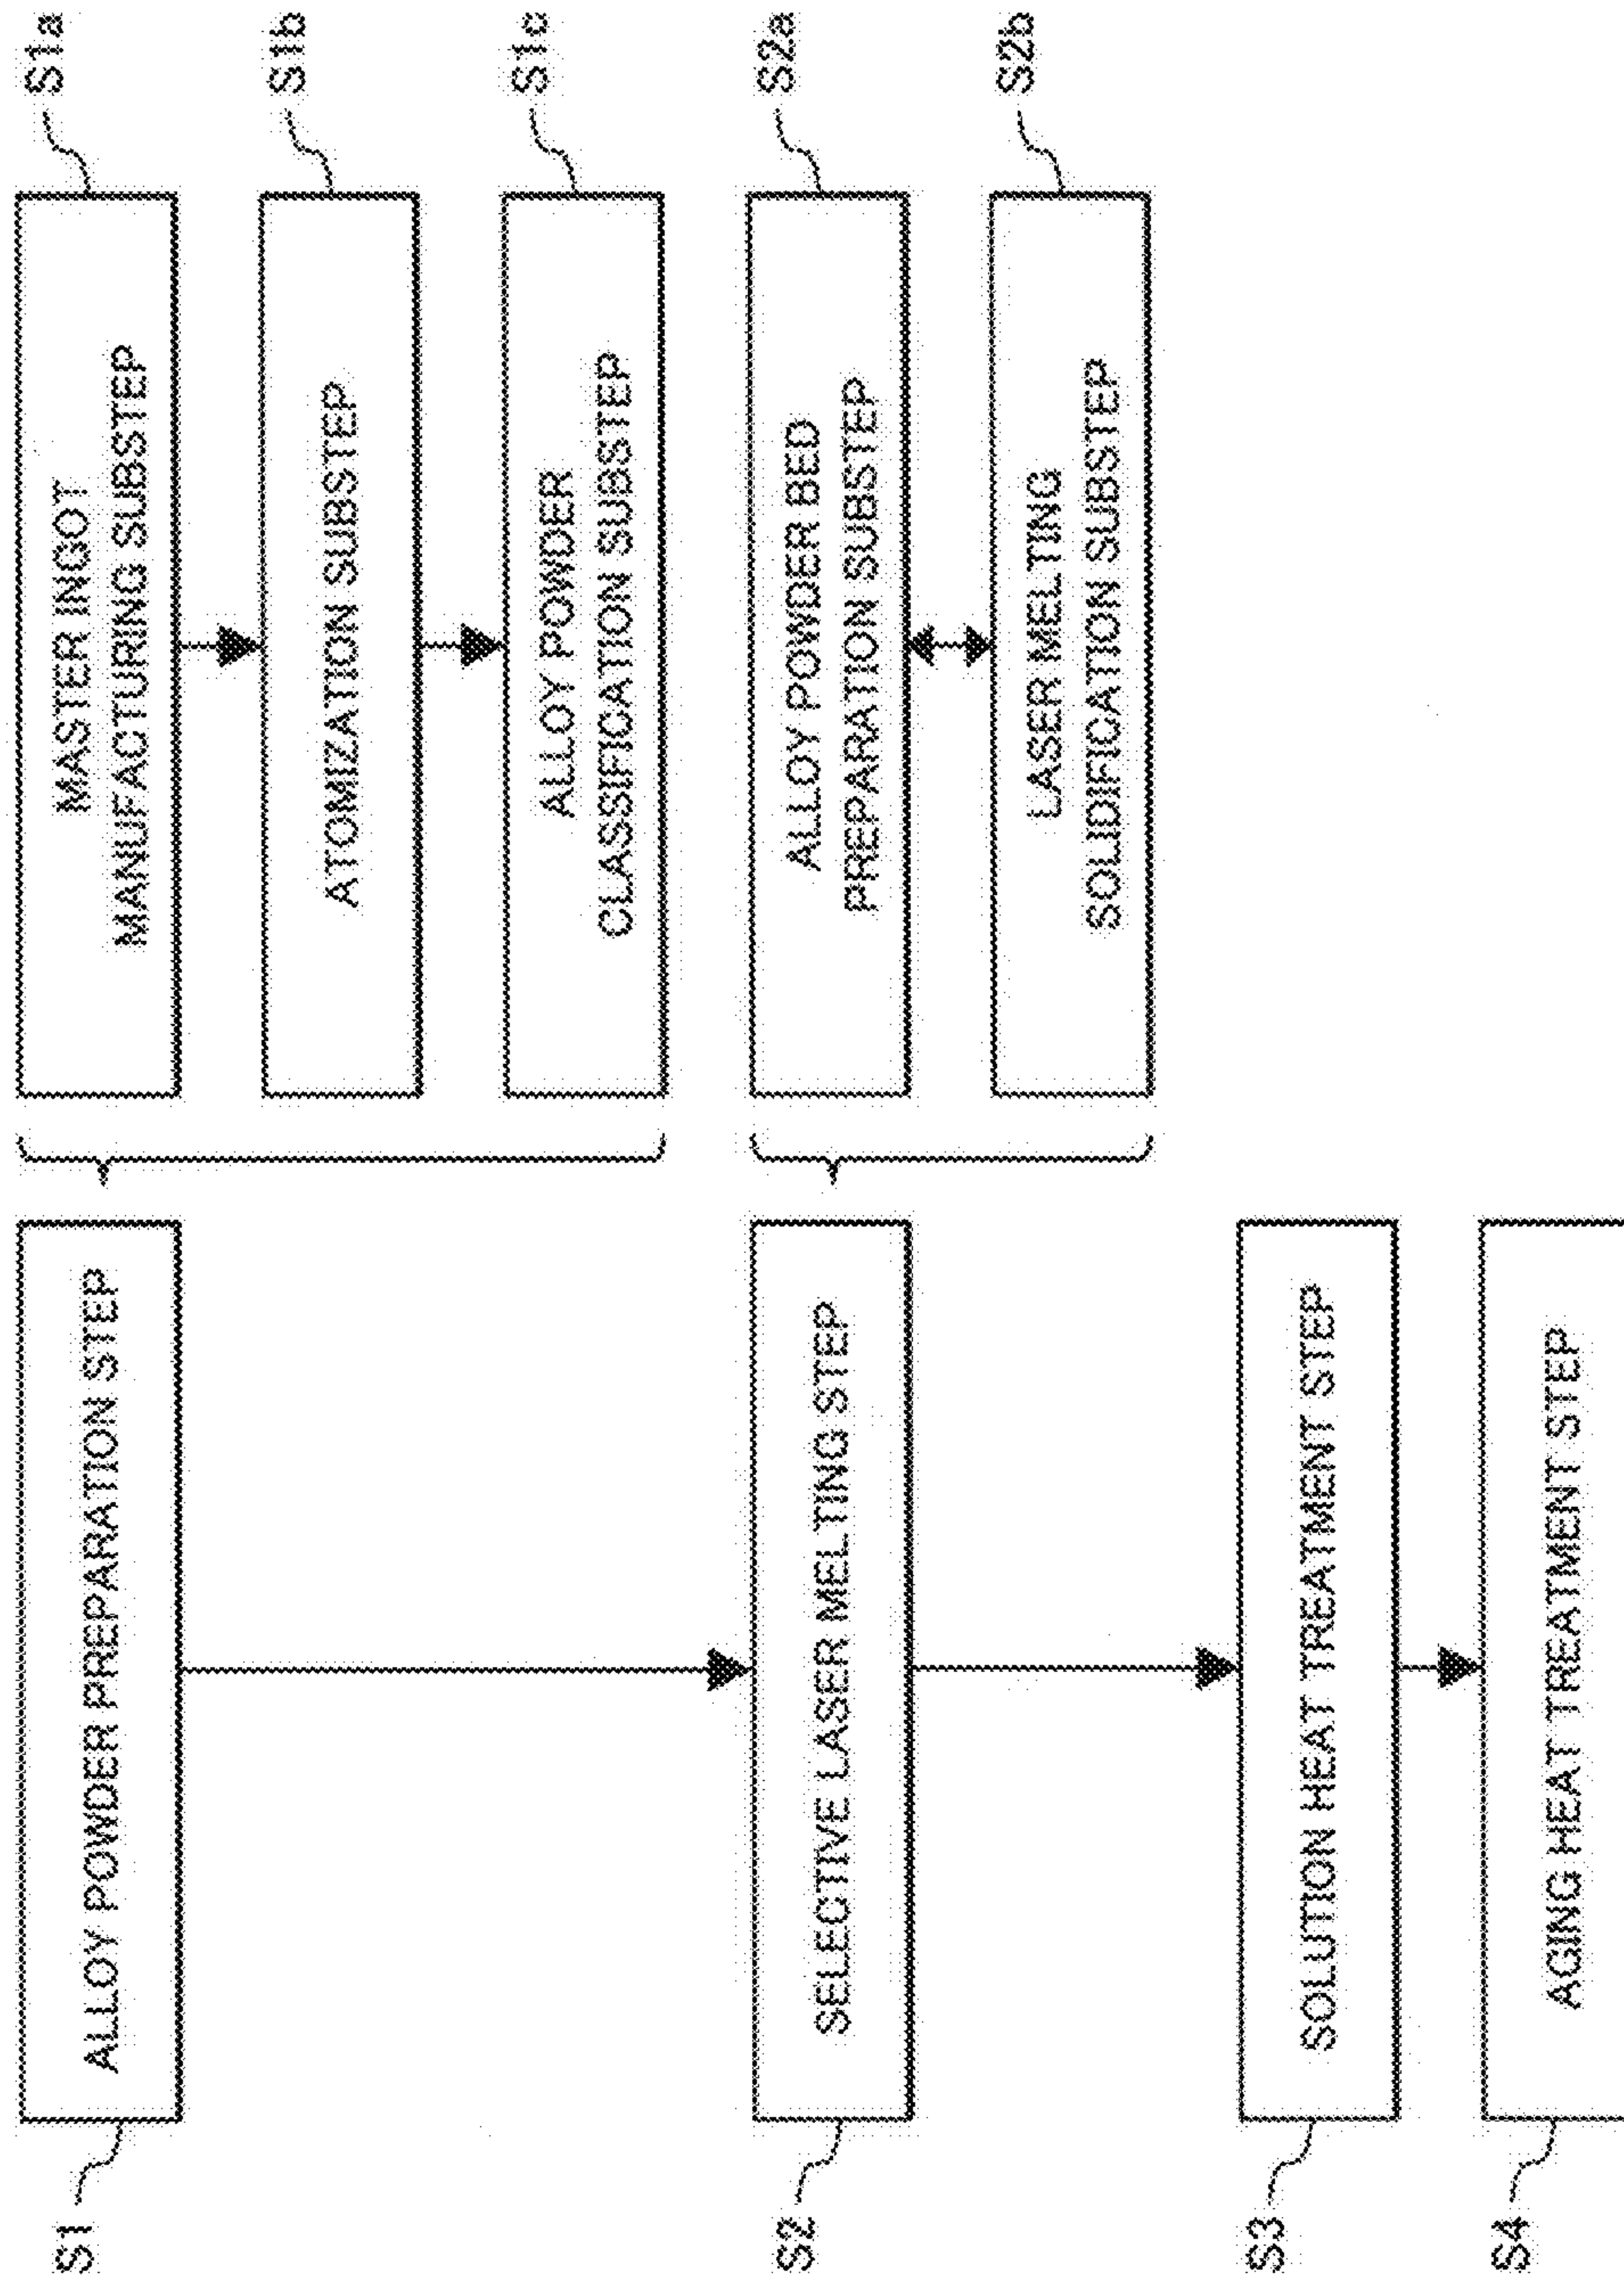 S1
ALLOY POWDER PREPARATION STEP
MASTER INGOT
MANUFACTURING SUBSTEP
S1a
ATOMIZATION SUBSTEP
S1b
ALLOY POWDER
CLASSIFICATION SUBSTEP
S1c
S2
SELECTIVE LASER MELTING STEP
ALLOY POWDER BED
PREPARATION SUBSTEP
S2a
LASER MELTING
SOLIDIFICATION SUBSTEP
S2b
S3
SOLUTION HEAT TREATMENT STEP
S4
AGING HEAT TREATMENT STEP